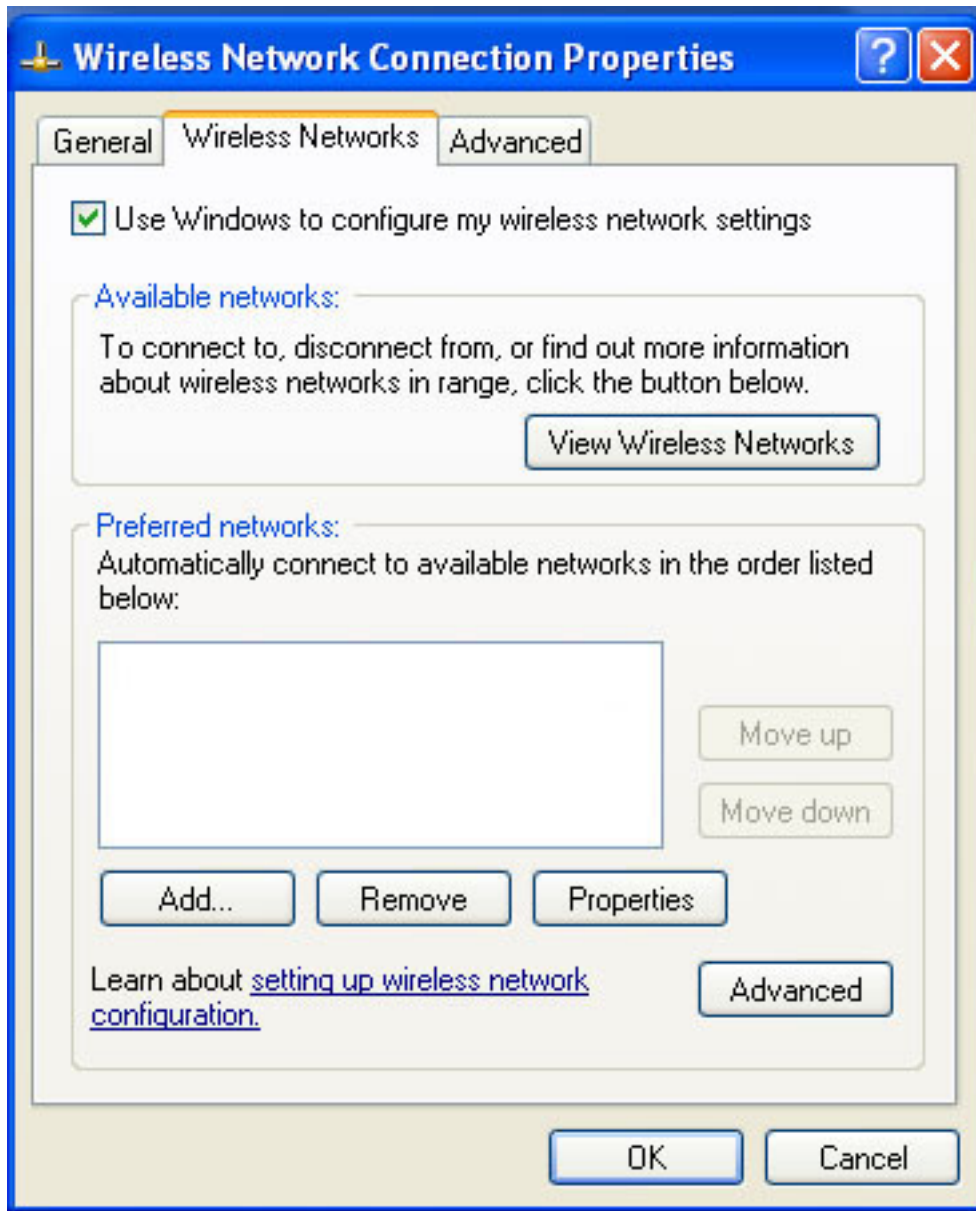 Wireless Network Connection Properties
?
General
Wireless Networks
Advanced
Use Windows to configure my wireless network settings
Available networks:
To connect to, disconnect from, or find out more information
about wireless networks in range, click the button below.
View Wireless Networks
Preferred networks:
Automatically connect to available networks in the order listed
below:
Move up
Move down
Add...
Remove
Properties
Learn about setting up wireless network
configuration.
Advanced
OK
Cancel